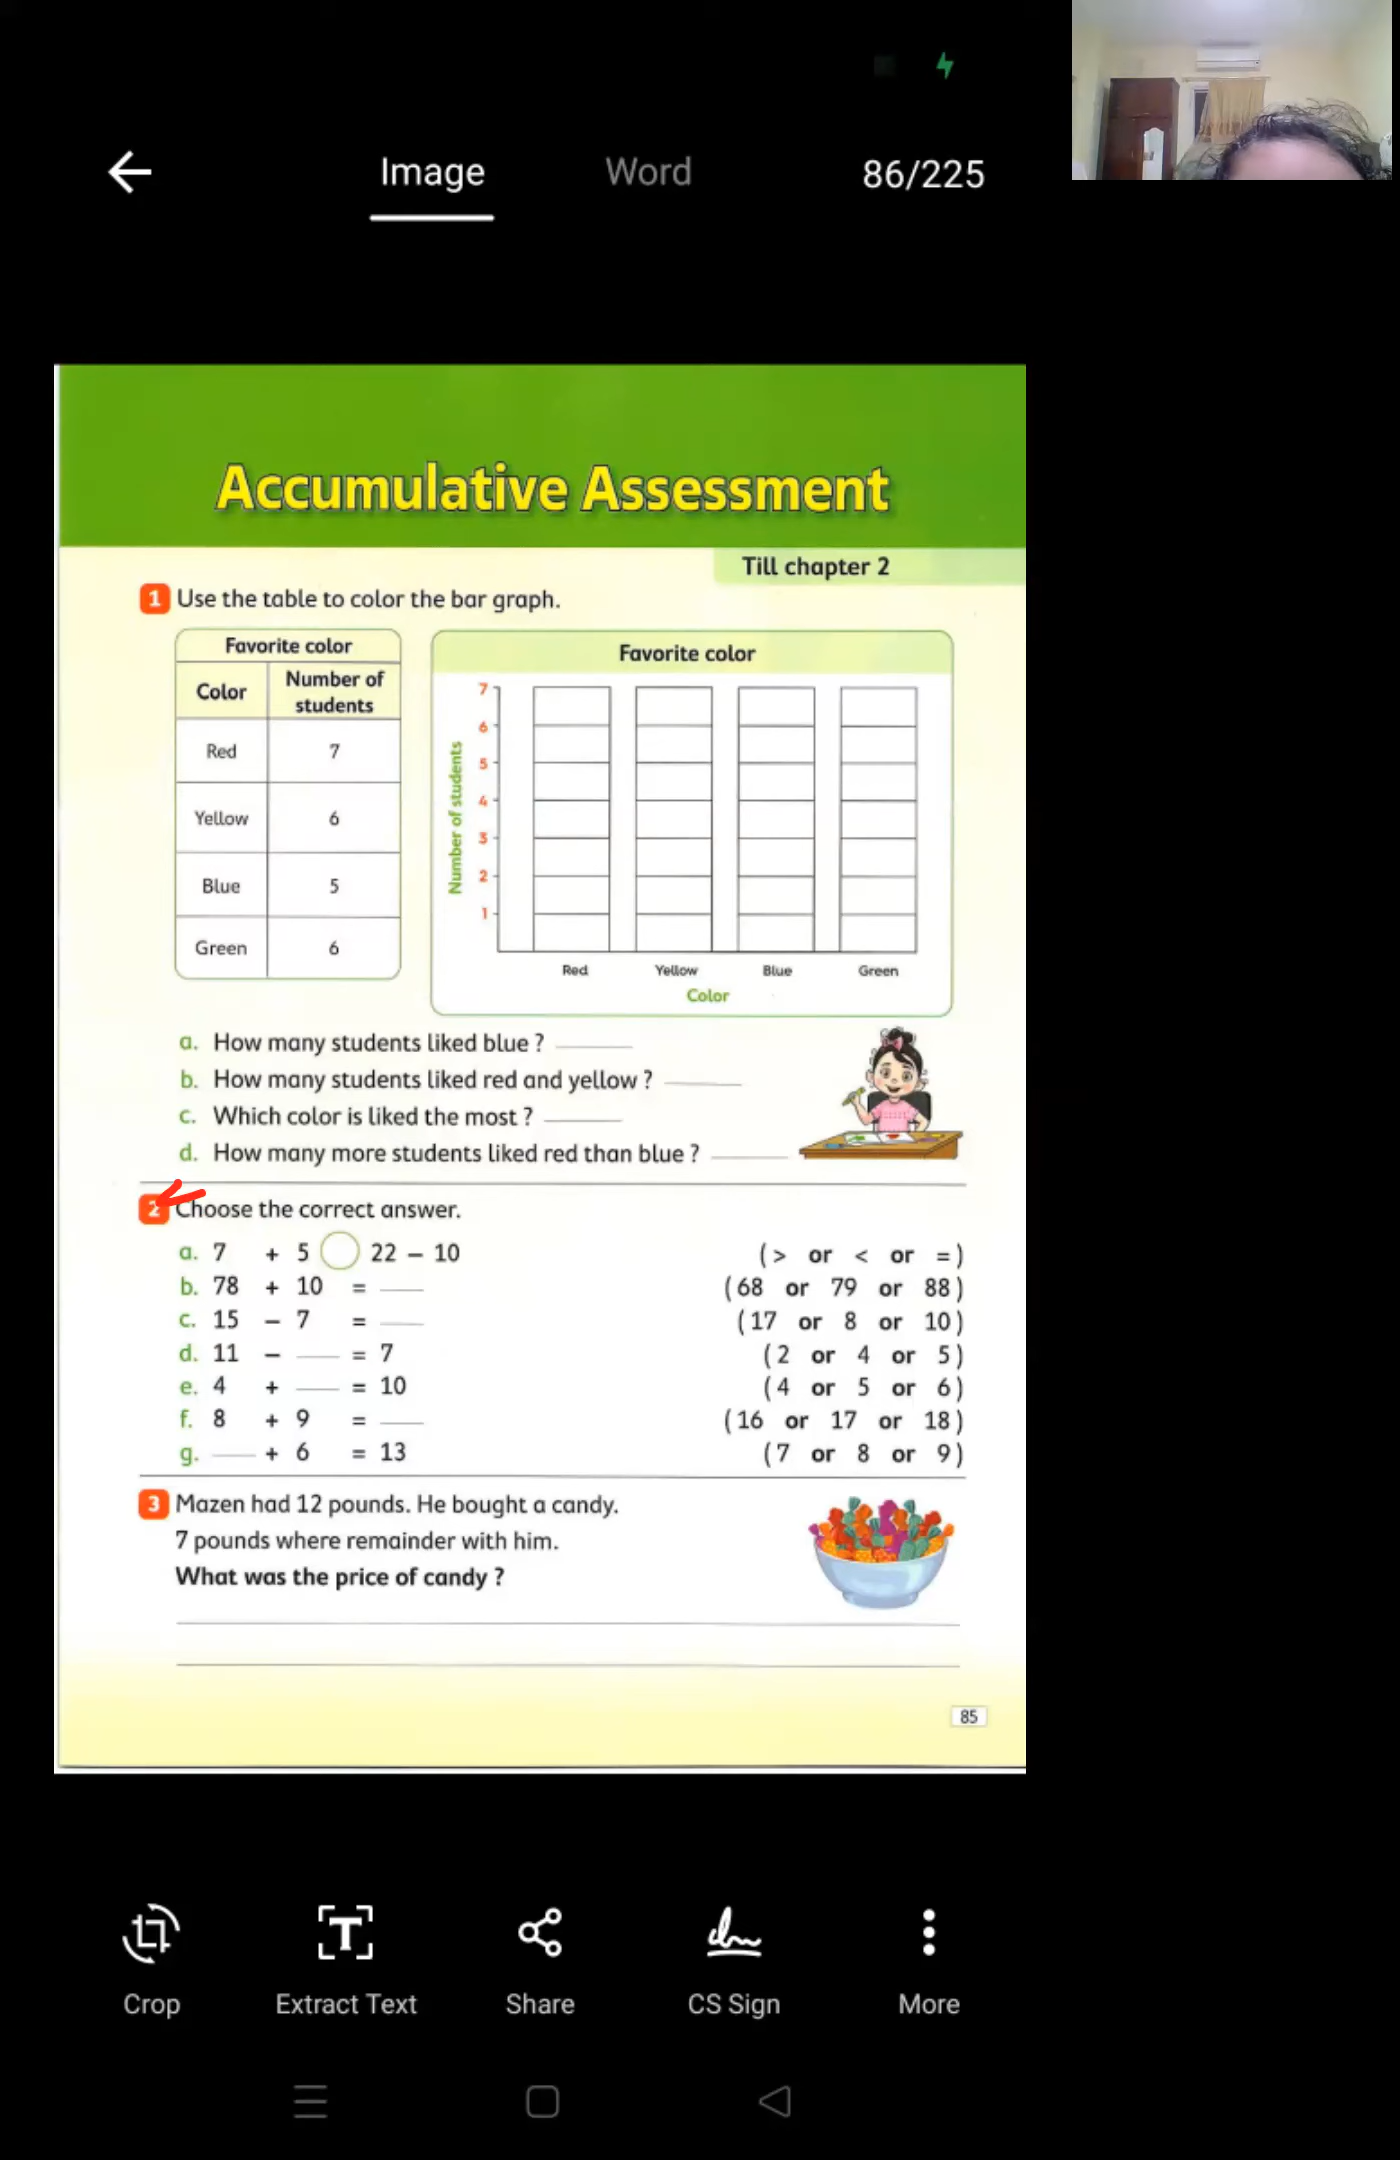 Image Word 86/225
Accumulative Assessment
Till chapter 2
1 Use the table to color the bar graph.
Favorite color
Color Number of students
Red 7
Yellow 6
Blue 5
Green 6
Favorite color
Number of students
7
6
5
4
3
2
1
Red Yellow Blue Green
Color
a. How many students liked blue ?
b. How many students liked red and yellow ?
c. Which color is liked the most ?
d. How many more students liked red than blue ?
2 Choose the correct answer.
a. 7 + 5 22 – 10 ( > or < or = )
b. 78 + 10 = ( 68 or 79 or 88 )
c. 15 – 7 = ( 17 or 8 or 10 )
d. 11 – = 7 ( 2 or 4 or 5 )
e. 4 + = 10 ( 4 or 5 or 6 )
f. 8 + 9 = ( 16 or 17 or 18 )
g. + 6 = 13 ( 7 or 8 or 9 )
3 Mazen had 12 pounds. He bought a candy.
7 pounds where remainder with him.
What was the price of candy ?
85
Crop Extract Text Share CS Sign More